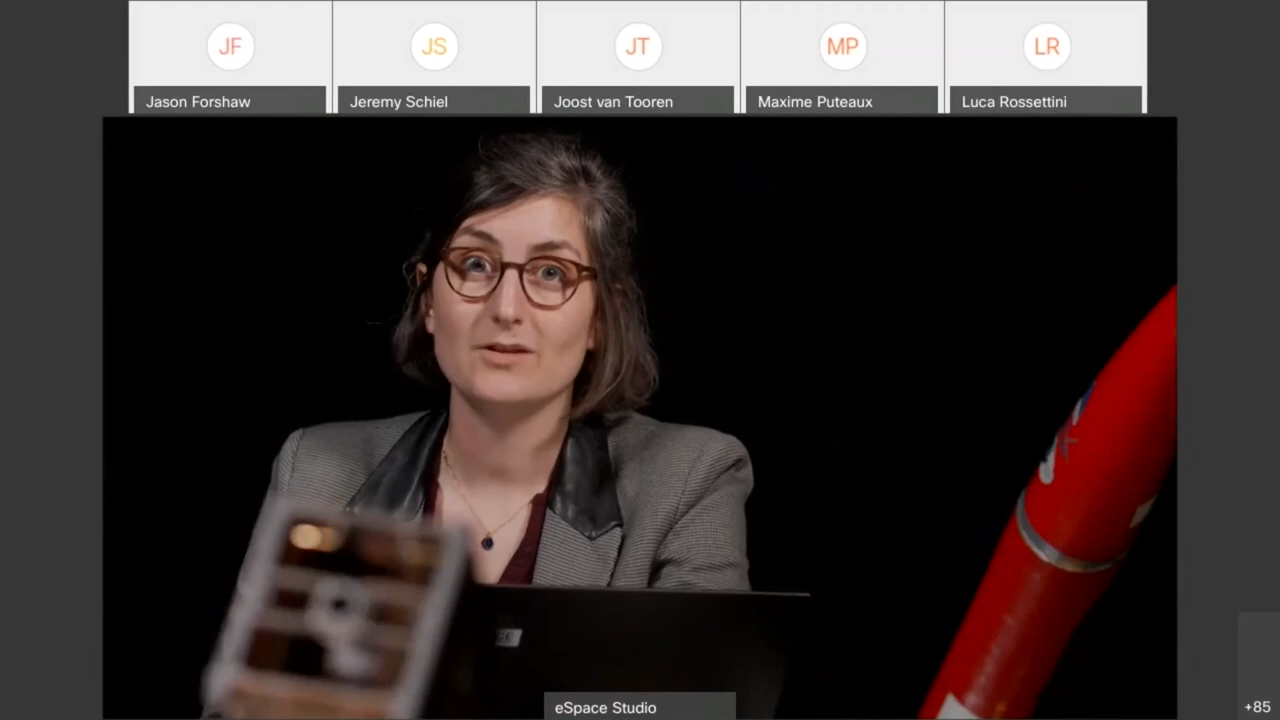 JF
JS
JT
MP
LR
Jason Forshaw
Jeremy Schiel
Joost van Tooren
Maxime Puteaux
Luca Rossettini
eSpace Studio
+85